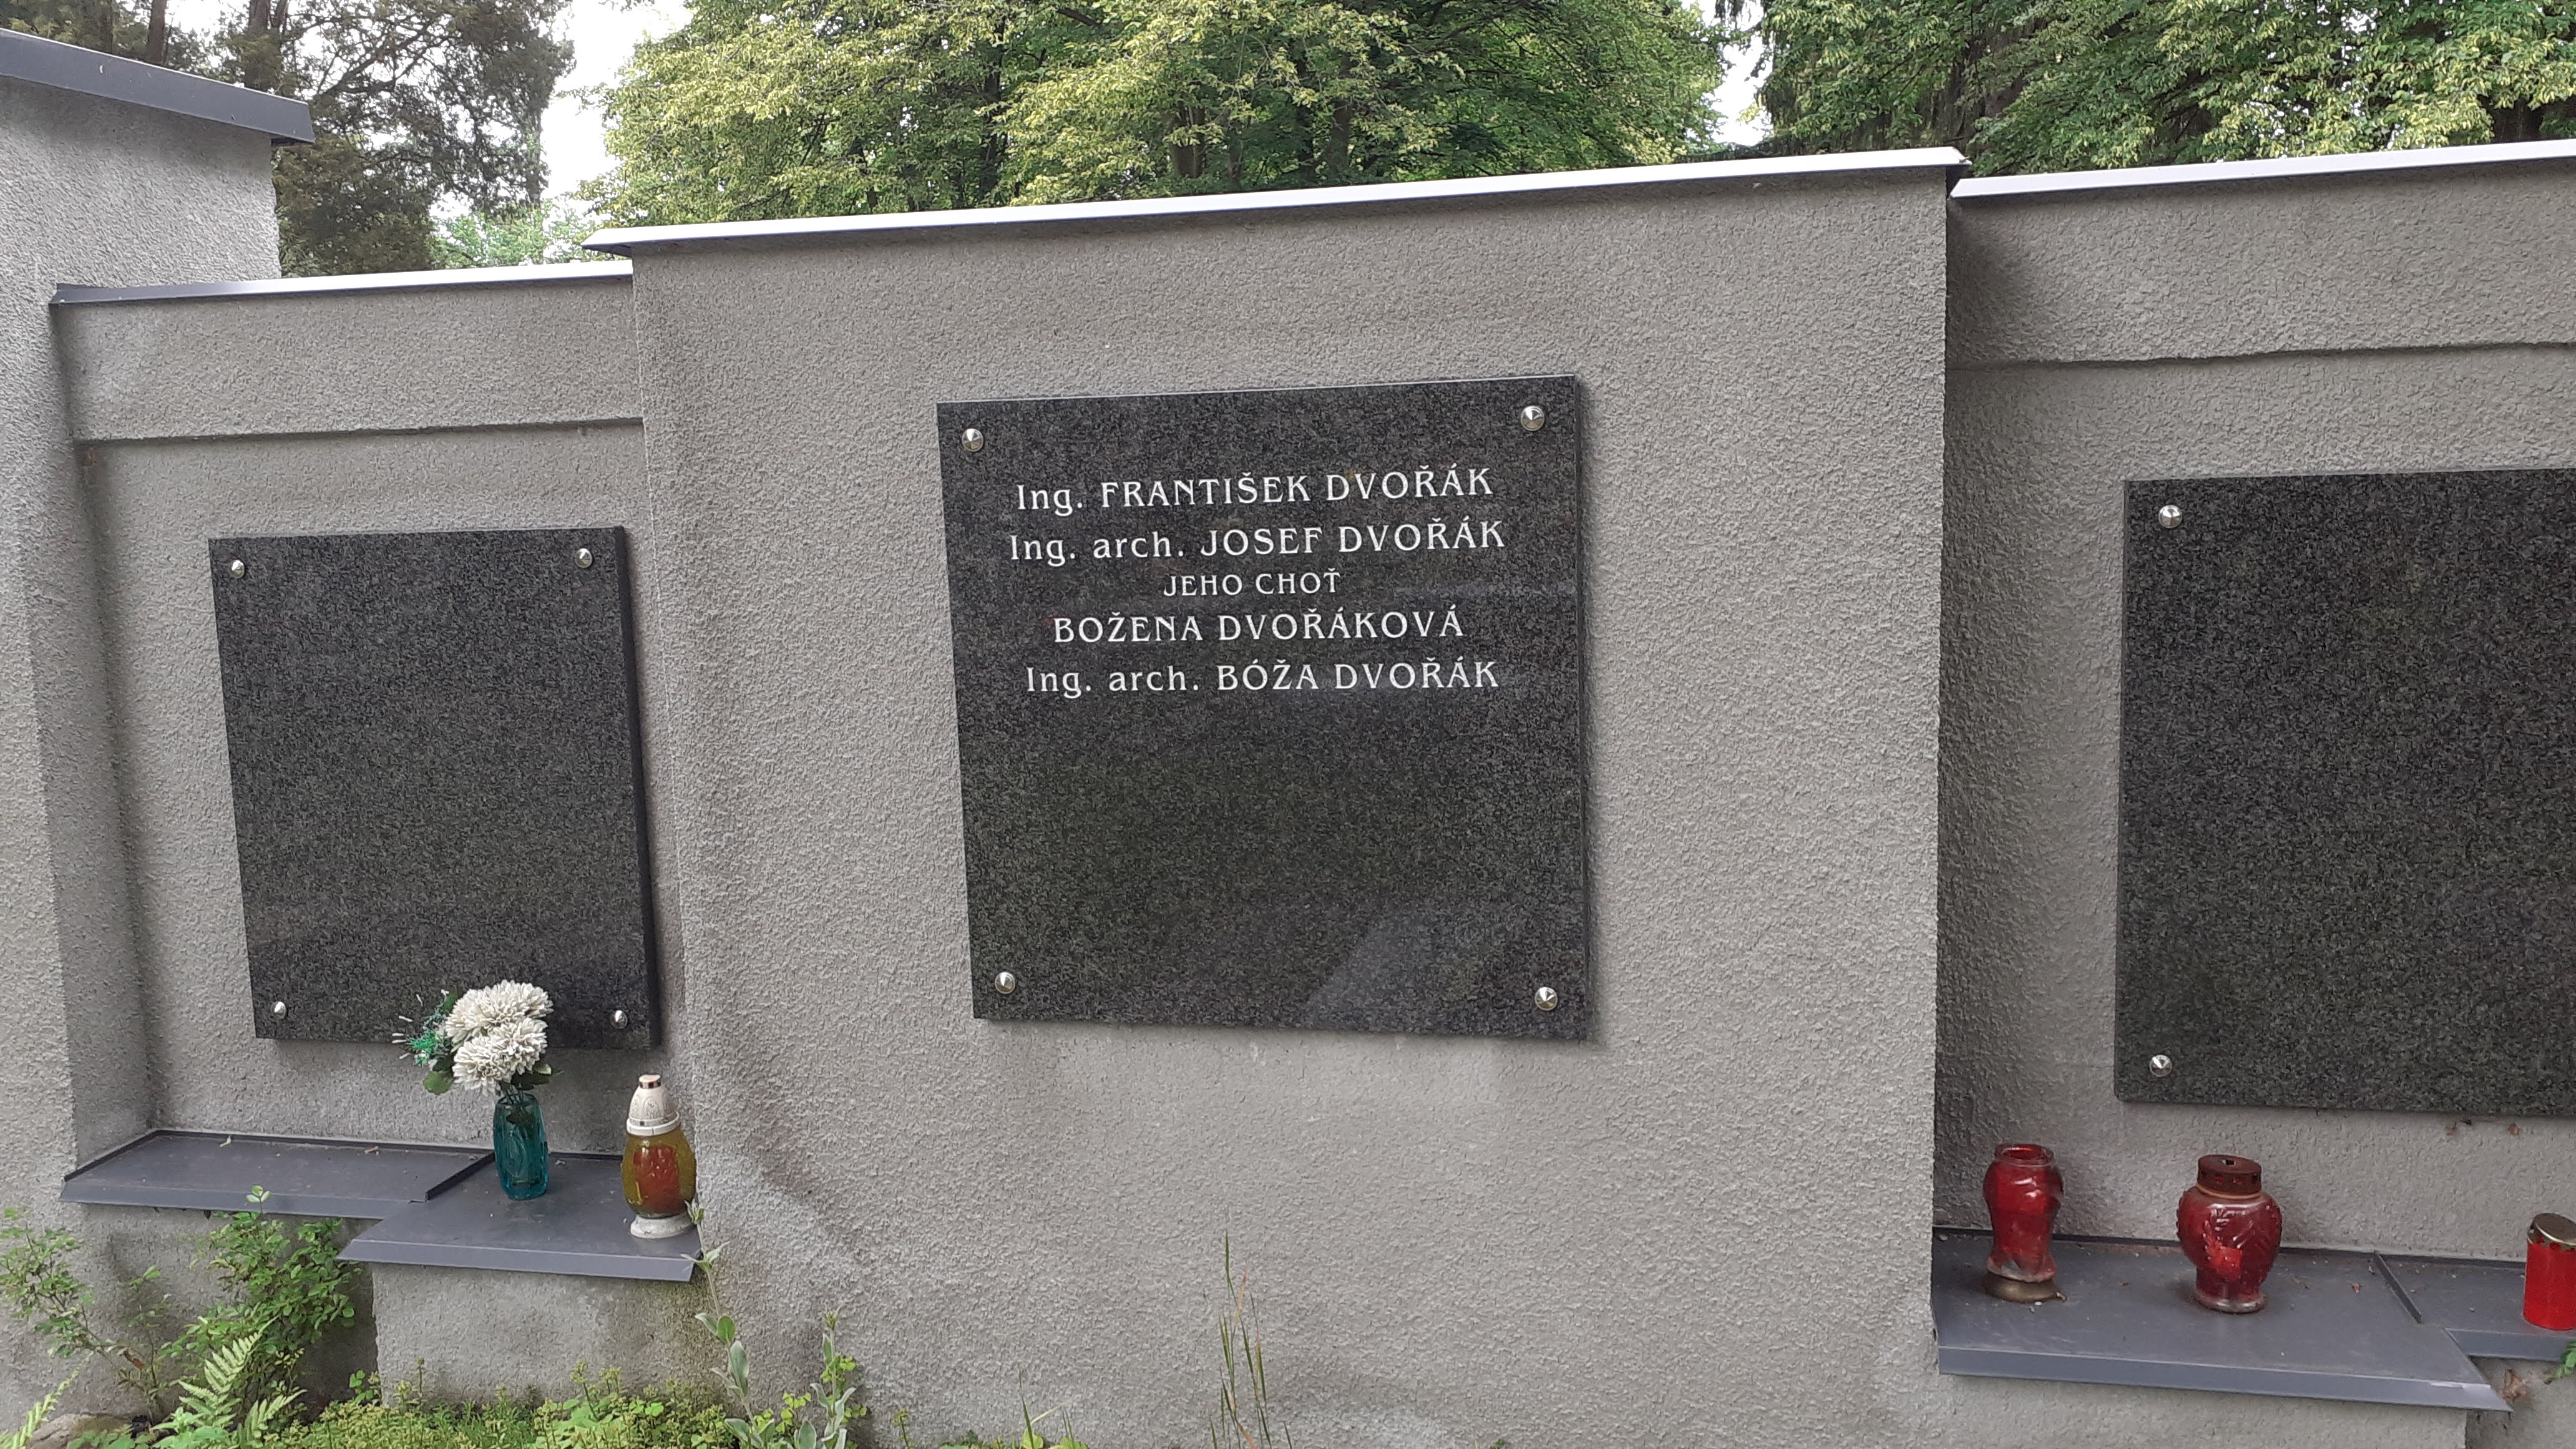 Ing. FRANTIŠEK DVOŘÁK
Ing. arch. JOSEF DVOŘÁK
JEHO CHOŤ
BOŽENA DVOŘÁKOVÁ
Ing. arch. BÓŽA DVOŘÁK